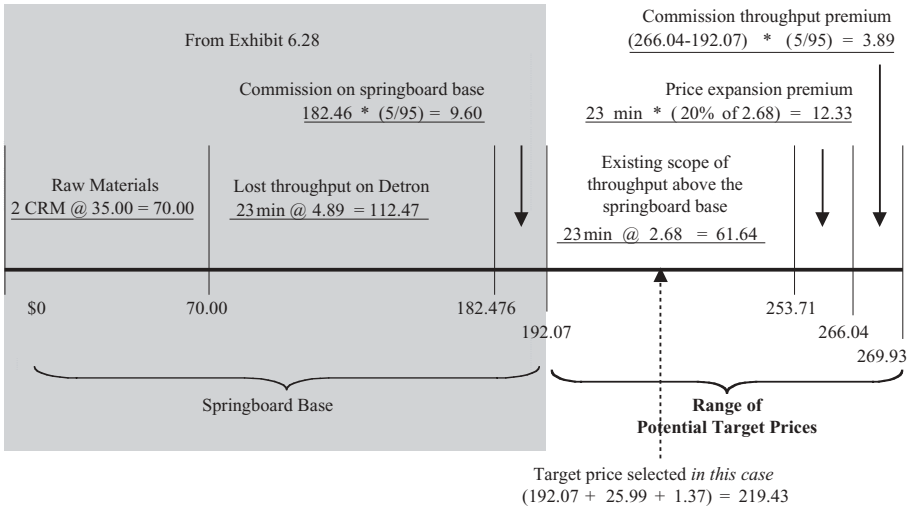 Commission throughput premium
(266.04-192.07) * (5/95) = 3.89
From Exhibit 6.28
Commission on springboard base
182.46 * (5/95) = 9.60
Price expansion premium
23 min * (20% of 2.68) = 12.33
Raw Materials
2 CRM @ 35.00 = 70.00
Lost throughput on Detron
23min @ 4.89 = 112.47
Existing scope of
throughput above the
springboard base
23min @ 2.68 = 61.64
$0
70.00
182.476
192.07
253.71
266.04
269.93
Springboard Base
Range of
Potential Target Prices
Target price selected in this case
(192.07 + 25.99 + 1.37) = 219.43